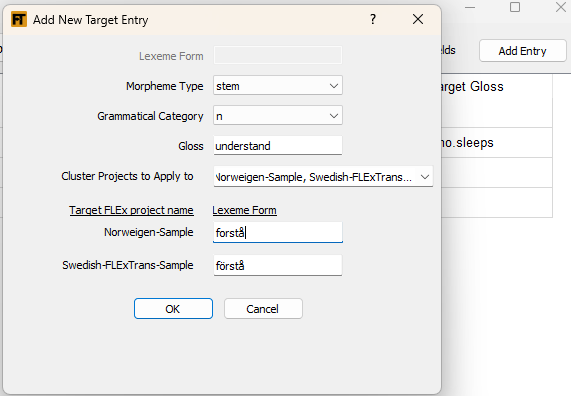 FT Add New Target Entry ? ×
Lexeme Form
elds Add Entry
Morpheme Type stem
arget Gloss
Grammatical Category n
Gloss understand
no.sleeps
Cluster Projects to Apply to Norweigen-Sample, Swedish-FLExTrans...
Target FLEx project name Lexeme Form
Norweigen-Sample forstå
Swedish-FLExTrans-Sample förstå
OK Cancel